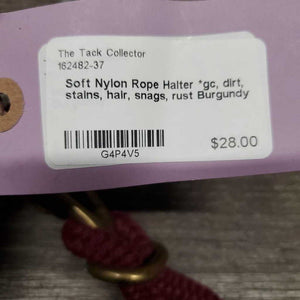 The Tack Collector
162482-37
Soft Nylon Rope Halter *gc, dirt,
stains, hair, snags, rust Burgundy
G4P4V5
$28.00